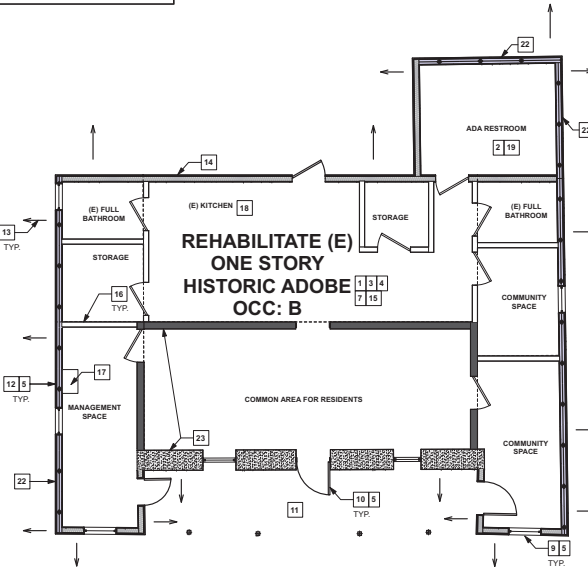 22
ADA RESTROOM
2 19
22
14
(E) FULL
BATHROOM
(E) KITCHEN 18
STORAGE
(E) FULL
BATHROOM
13
TYP.
REHABILITATE (E)
ONE STORY
HISTORIC ADOBE
OCC: B
1 3 4
7 15
STORAGE
16
TYP.
COMMUNITY
SPACE
12 5
TYP.
17
MANAGEMENT
SPACE
COMMON AREA FOR RESIDENTS
23
COMMUNITY
SPACE
22
10 5
TYP.
11
9 5
TYP.